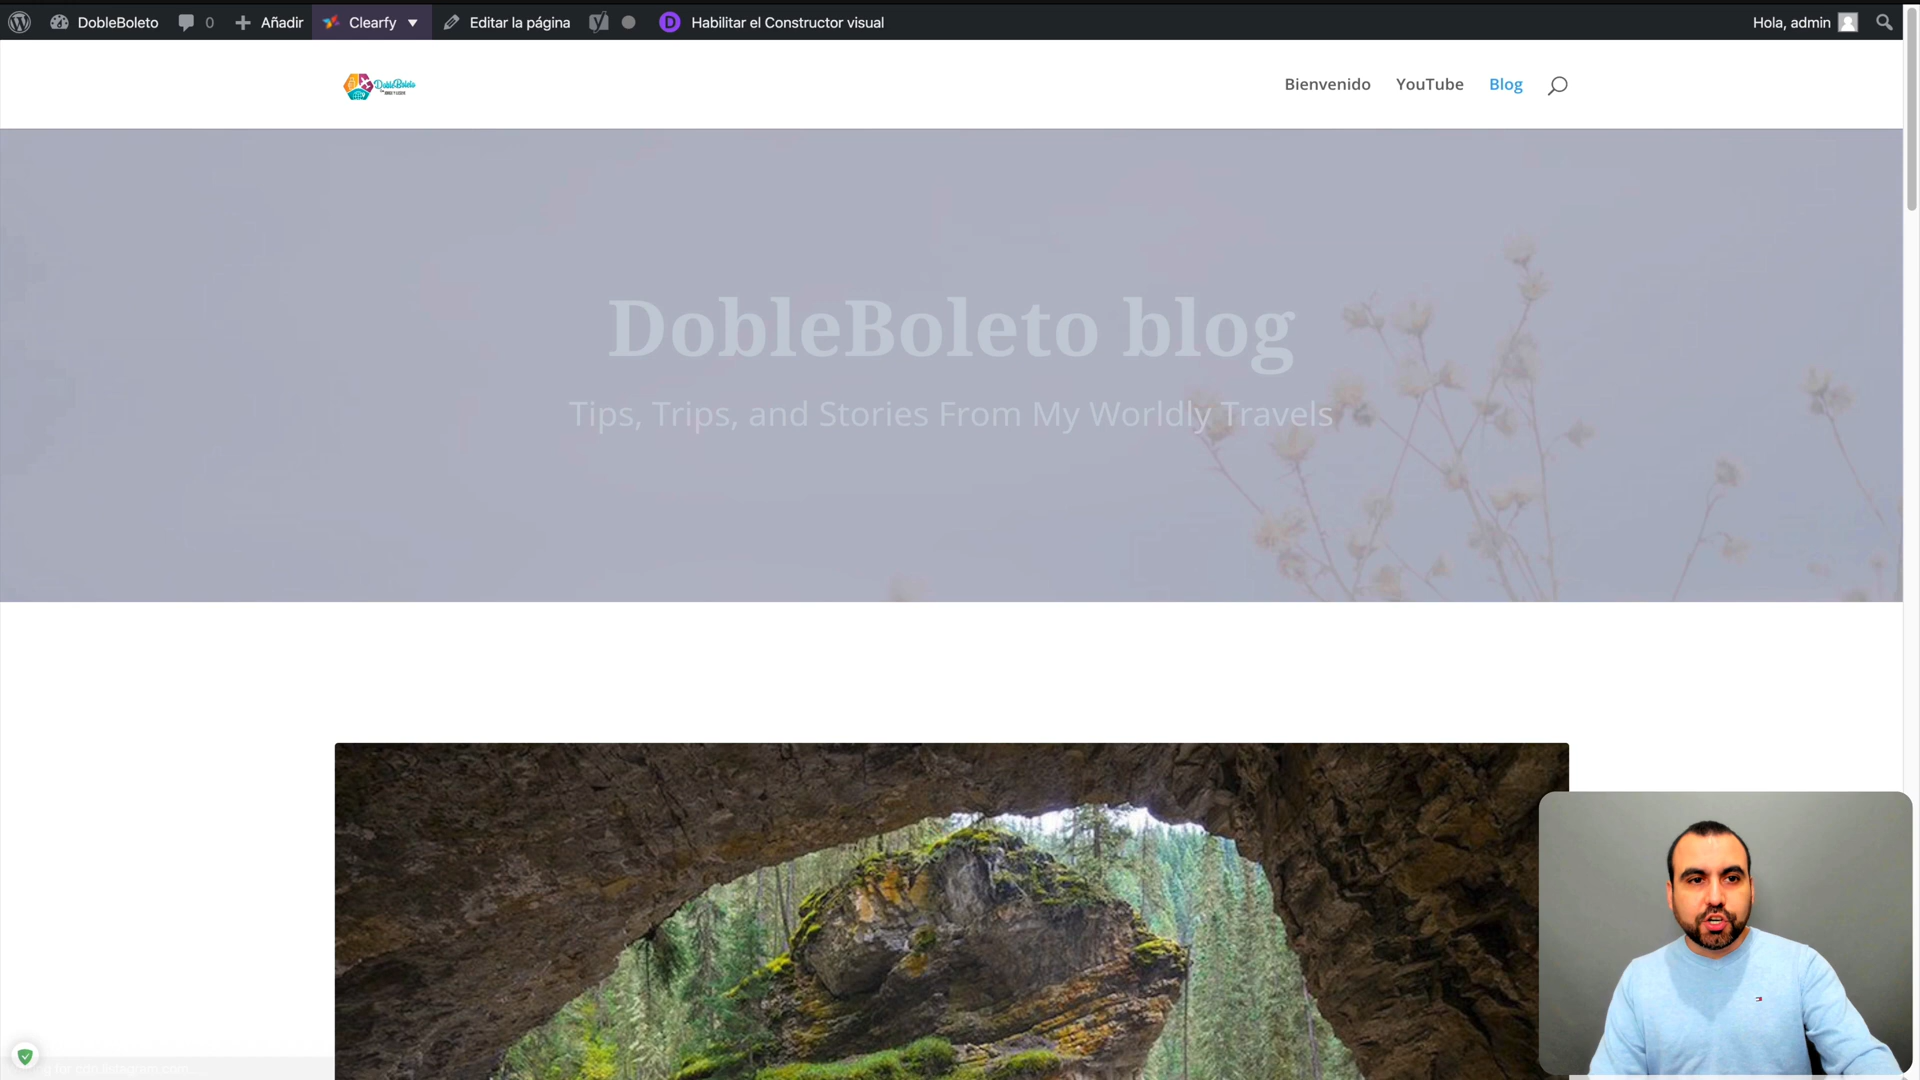 DobleBoleto 0 Añadir Clearfy ▼ Editar la página Habilitar el Constructor visual Hola, admin
DobleBoleto
Bienvenido YouTube Blog
DobleBoleto blog
Tips, Trips, and Stories From My Worldly Travels